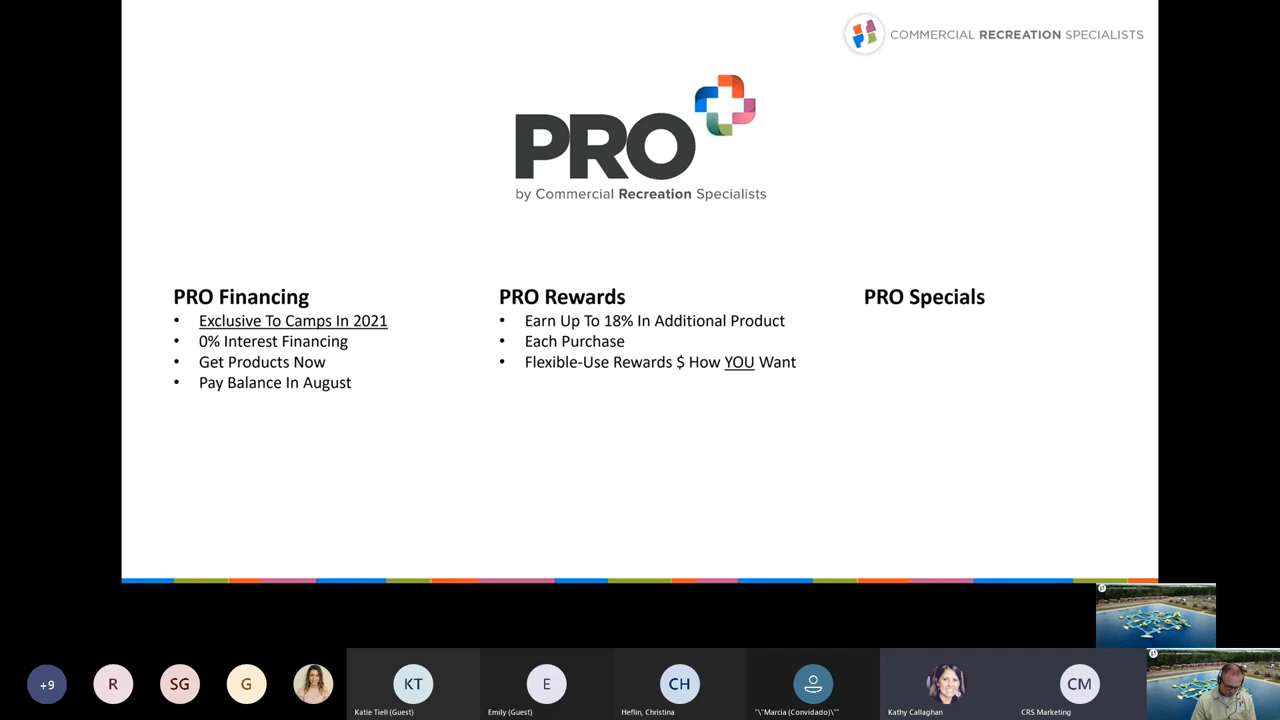 COMMERCIAL RECREATION SPECIALISTS
PRO
by Commercial Recreation Specialists
PRO Financing
• Exclusive To Camps In 2021
• 0% Interest Financing
• Get Products Now
• Pay Balance In August
PRO Rewards
• Earn Up To 18% In Additional Product
• Each Purchase
• Flexible-Use Rewards $ How YOU Want
PRO Specials
+9
R
SG
G
KT
Katie Tiell (Guest)
E
Emily (Guest)
CH
Heflin, Christina
"\"Marcia (Convidado)\""
Kathy Callaghan
CM
CRS Marketing